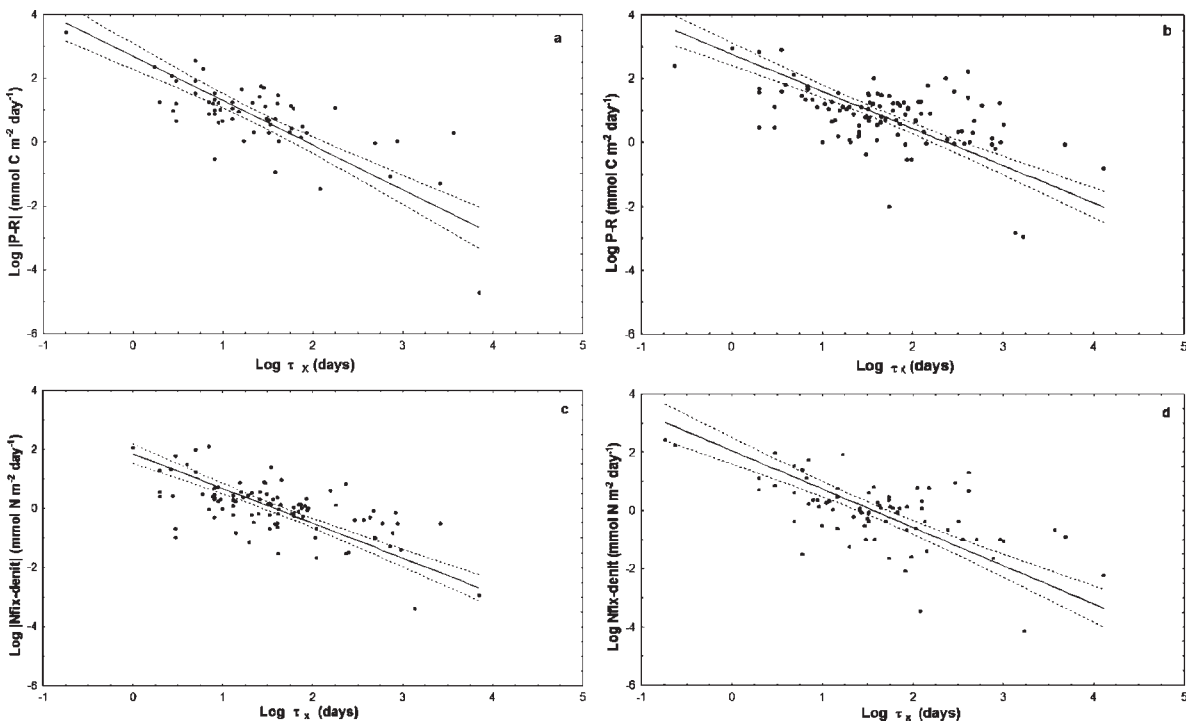 a
Log |P-R| (mmol C m-2 day-1)
4
2
0
-2
-4
-6
-1 0 1 2 3 4 5
Log τ x (days)
b
Log P-R (mmol C m-2 day-1)
4
2
0
-2
-4
-6
-1 0 1 2 3 4 5
Log τx (days)
c
Log |Nfix-denit| (mmol N m-2 day-1)
4
2
0
-2
-4
-6
-1 0 1 2 3 4 5
Log τ x (days)
d
Log Nfix-denit (mmol N m-2 day-1)
4
2
0
-2
-4
-6
-1 0 1 2 3 4 5
Log τ x (days)